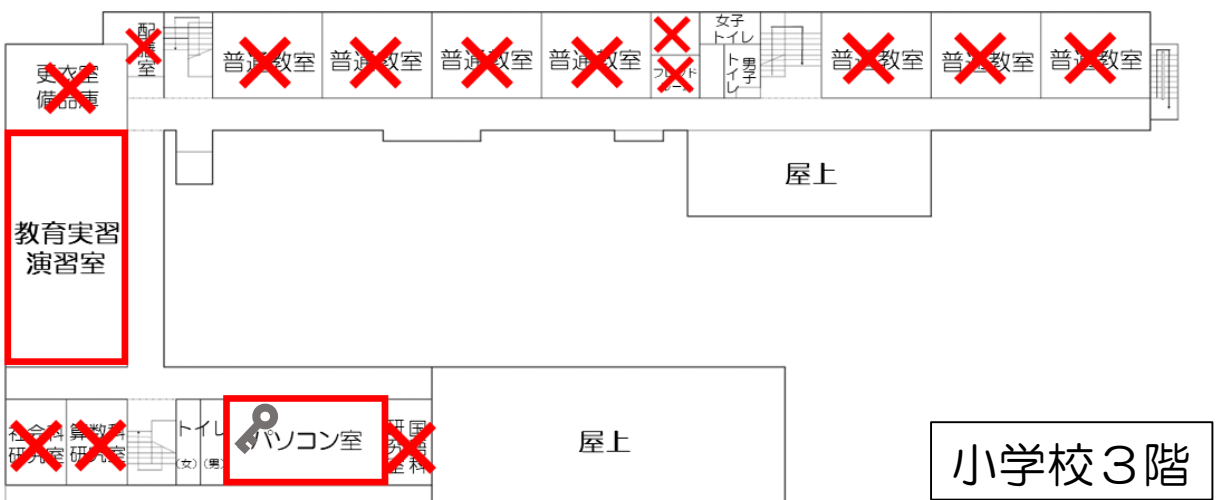 配膳室
女子
トイレ
男子
トイレ
普通教室
普通教室
普通教室
普通教室
フレンド
ルーム
普通教室
普通教室
普通教室
更衣室
備品庫
屋上
教育実習
演習室
社会科
研究室
算数科
研究室
トイレ
(女)
(男)
パソコン室
国語科
研究室
屋上
小学校３階